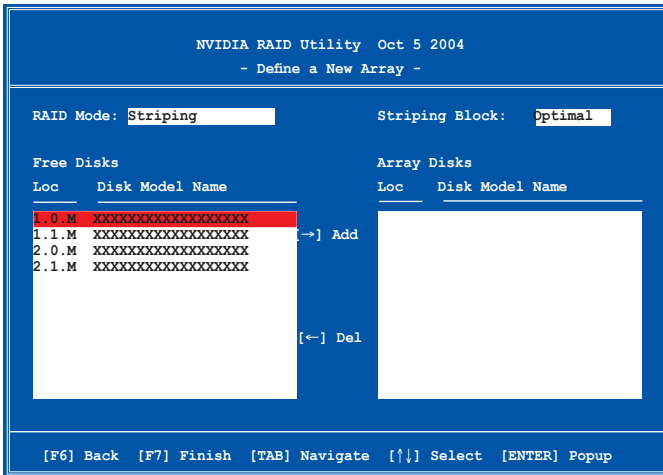 NVIDIA RAID Utility  Oct 5 2004
- Define a New Array -
RAID Mode: Striping  Striping Block: Optimal
Free Disks  Array Disks
Loc  Disk Model Name  Loc  Disk Model Name
1.0.M  XXXXXXXXXXXXXXXXXX
1.1.M  XXXXXXXXXXXXXXXXXX
[→] Add
2.0.M  XXXXXXXXXXXXXXXXXX
2.1.M  XXXXXXXXXXXXXXXXXX
[←] Del
[F6] Back  [F7] Finish  [TAB] Navigate  [↑↓] Select  [ENTER] Popup